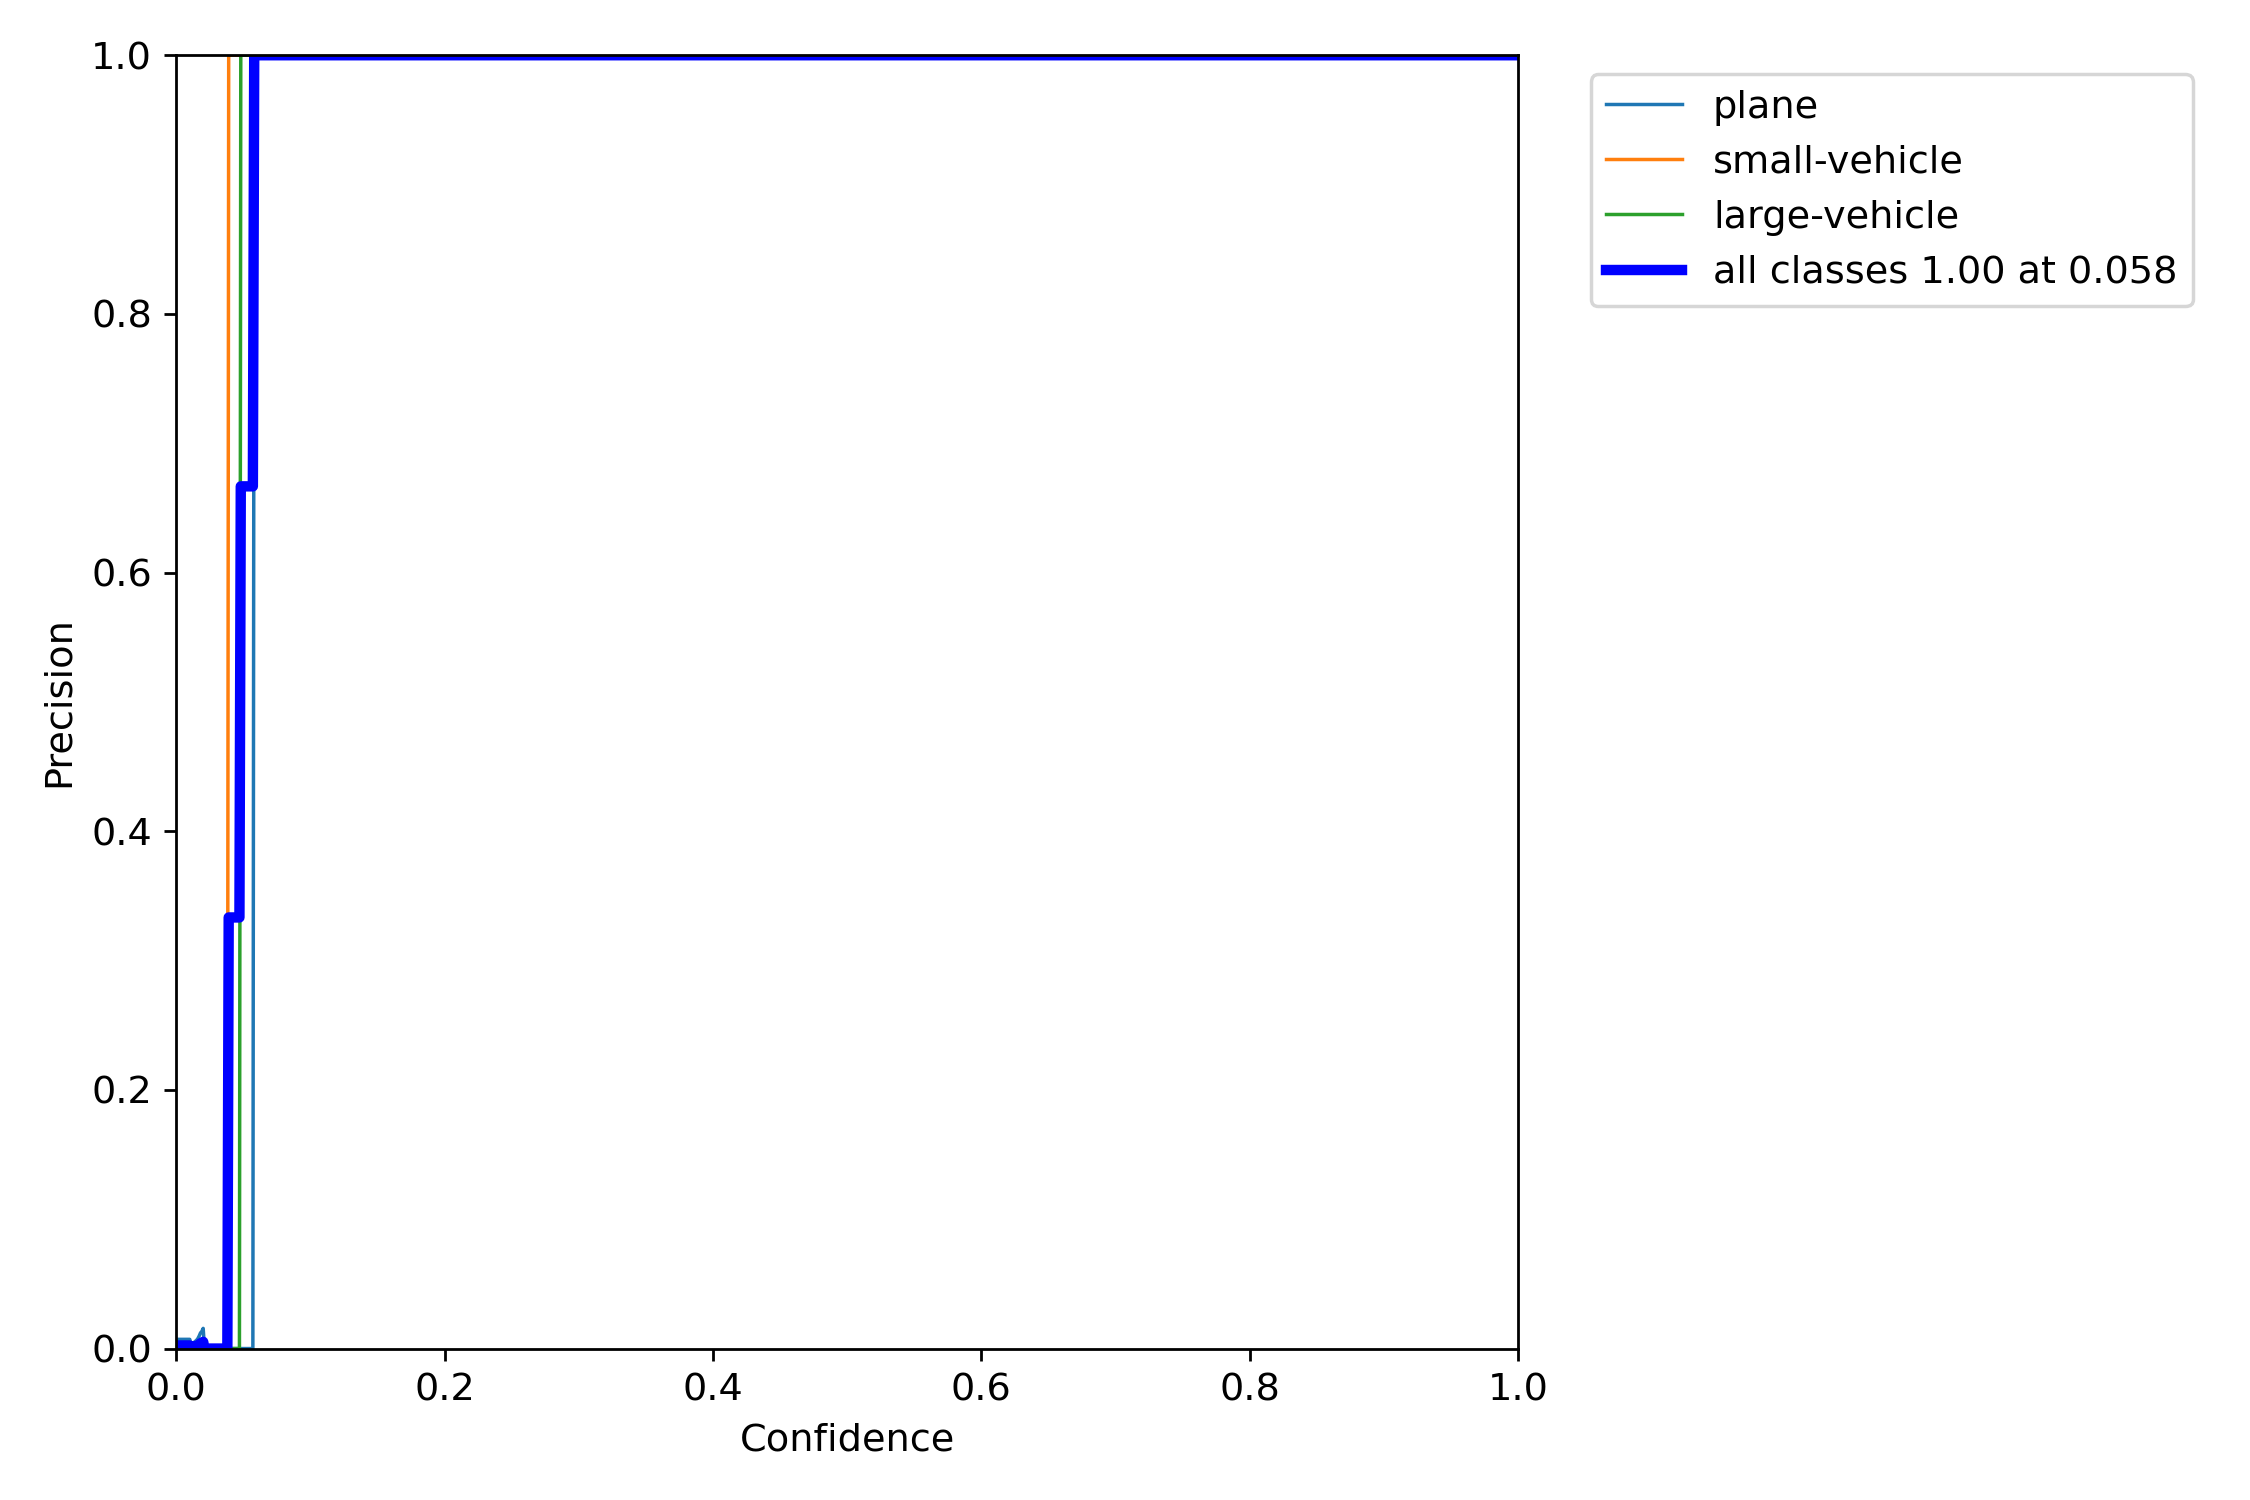 1.0
0.8
0.6
0.4
0.2
0.0
Precision
0.0 0.2 0.4 0.6 0.8 1.0
Confidence
plane
small-vehicle
large-vehicle
all classes 1.00 at 0.058